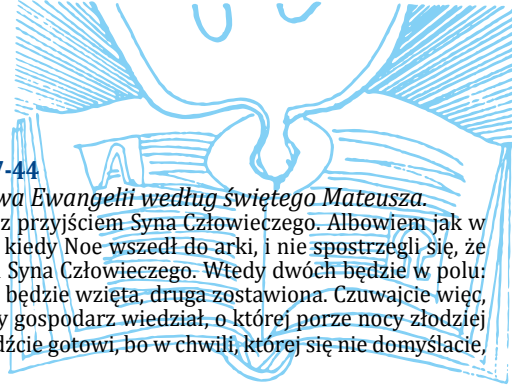 7-44
wa Ewangelii według świętego Mateusza.
z przyjściem Syna Człowieczego. Albowiem jak w
kiedy Noe wszedł do arki, i nie spostrzegli się, że
Syna Człowieczego. Wtedy dwóch będzie w polu:
będzie wzięta, druga zostawiona. Czuwajcie więc,
y gospodarz wiedział, o której porze nocy złodziej
dźcie gotowi, bo w chwili, której się nie domyślacie,